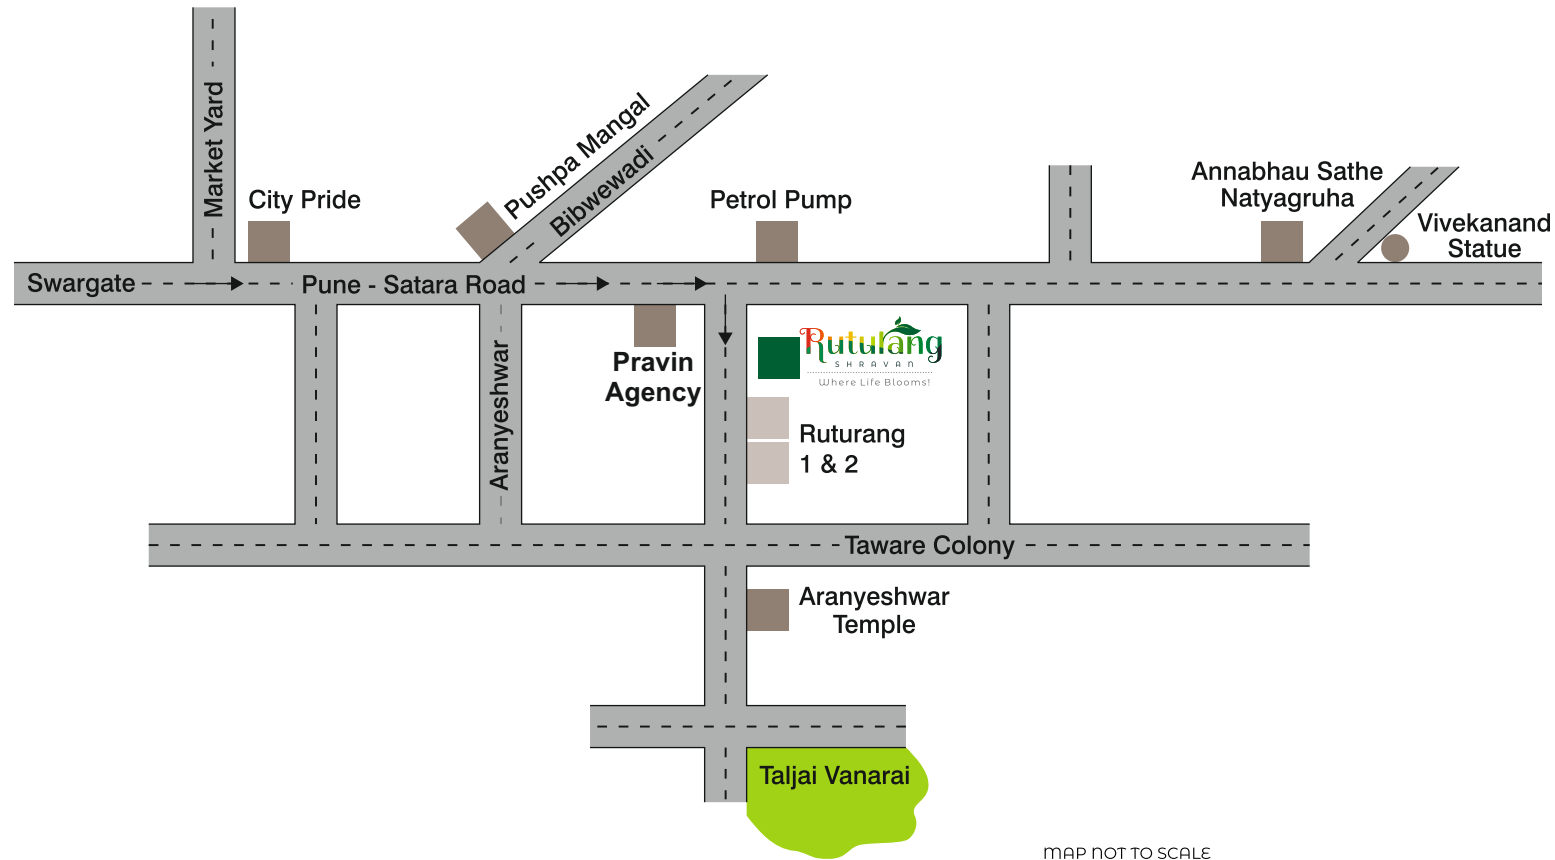 Market Yard
Pushpa Mangal
Bibwewadi
City Pride
Petrol Pump
Annabhau Sathe
Natyagruha
Vivekanand
Statue
Swargate
Pune - Satara Road
Aranyeshwar
Pravin
Agency
Ruturang
SHRAVAN
Where Life Blooms!
Ruturang
1 & 2
Taware Colony
Aranyeshwar
Temple
Taljai Vanarai
MAP NOT TO SCALE